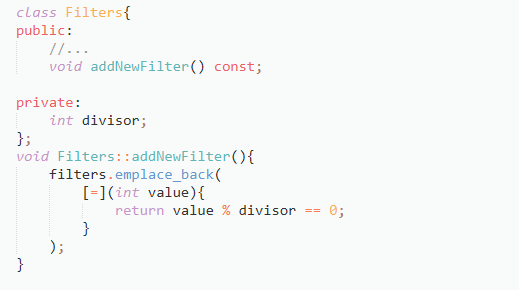 class Filters{
public:
    //...
    void addNewFilter() const;

private:
    int divisor;
};
void Filters::addNewFilter(){
    filters.emplace_back(
        [=](int value){
            return value % divisor == 0;
        }
    );
}